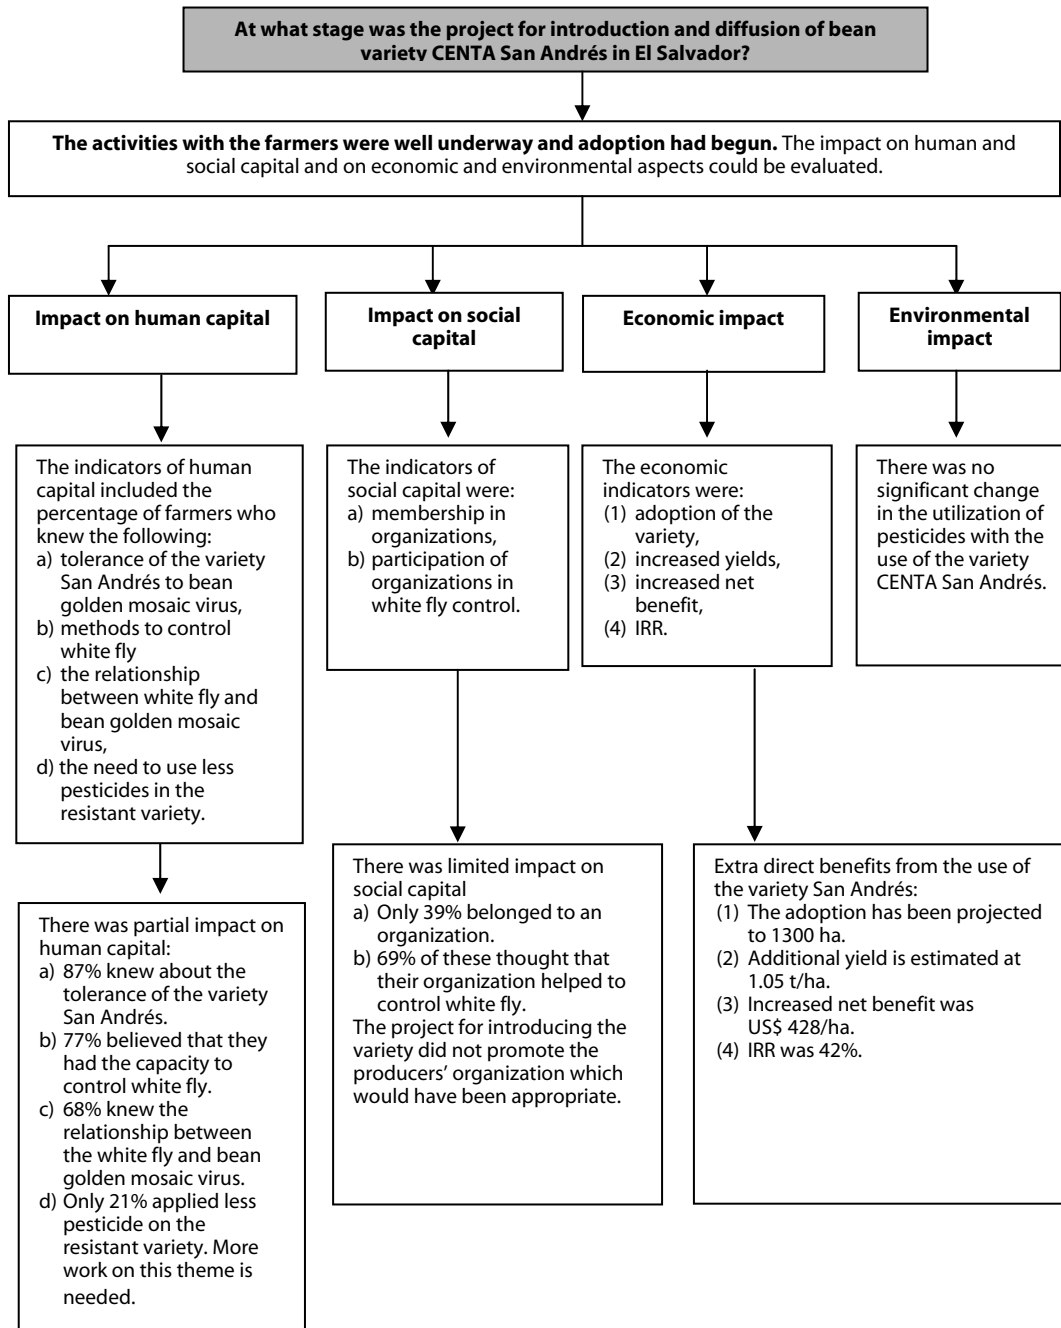 At what stage was the project for introduction and diffusion of bean
variety CENTA San Andrés in El Salvador?
The activities with the farmers were well underway and adoption had begun. The impact on human and
social capital and on economic and environmental aspects could be evaluated.
Impact on human capital
Impact on social
capital
Economic impact
Environmental
impact
The indicators of human
capital included the
percentage of farmers who
knew the following:
a) tolerance of the variety
San Andrés to bean
golden mosaic virus,
b) methods to control
white fly
c) the relationship
between white fly and
bean golden mosaic
virus,
d) the need to use less
pesticides in the
resistant variety.
The indicators of
social capital were:
a) membership in
organizations,
b) participation of
organizations in
white fly control.
The economic
indicators were:
(1) adoption of the
variety,
(2) increased yields,
(3) increased net
benefit,
(4) IRR.
There was no
significant change
in the utilization of
pesticides with the
use of the variety
CENTA San Andrés.
There was partial impact on
human capital:
a) 87% knew about the
tolerance of the variety
San Andrés.
b) 77% believed that they
had the capacity to
control white fly.
c) 68% knew the
relationship between
the white fly and bean
golden mosaic virus.
d) Only 21% applied less
pesticide on the
resistant variety. More
work on this theme is
needed.
There was limited impact on
social capital
a) Only 39% belonged to an
organization.
b) 69% of these thought that
their organization helped to
control white fly.
The project for introducing the
variety did not promote the
producers’ organization which
would have been appropriate.
Extra direct benefits from the use of
the variety San Andrés:
(1) The adoption has been projected
to 1300 ha.
(2) Additional yield is estimated at
1.05 t/ha.
(3) Increased net benefit was
US$ 428/ha.
(4) IRR was 42%.